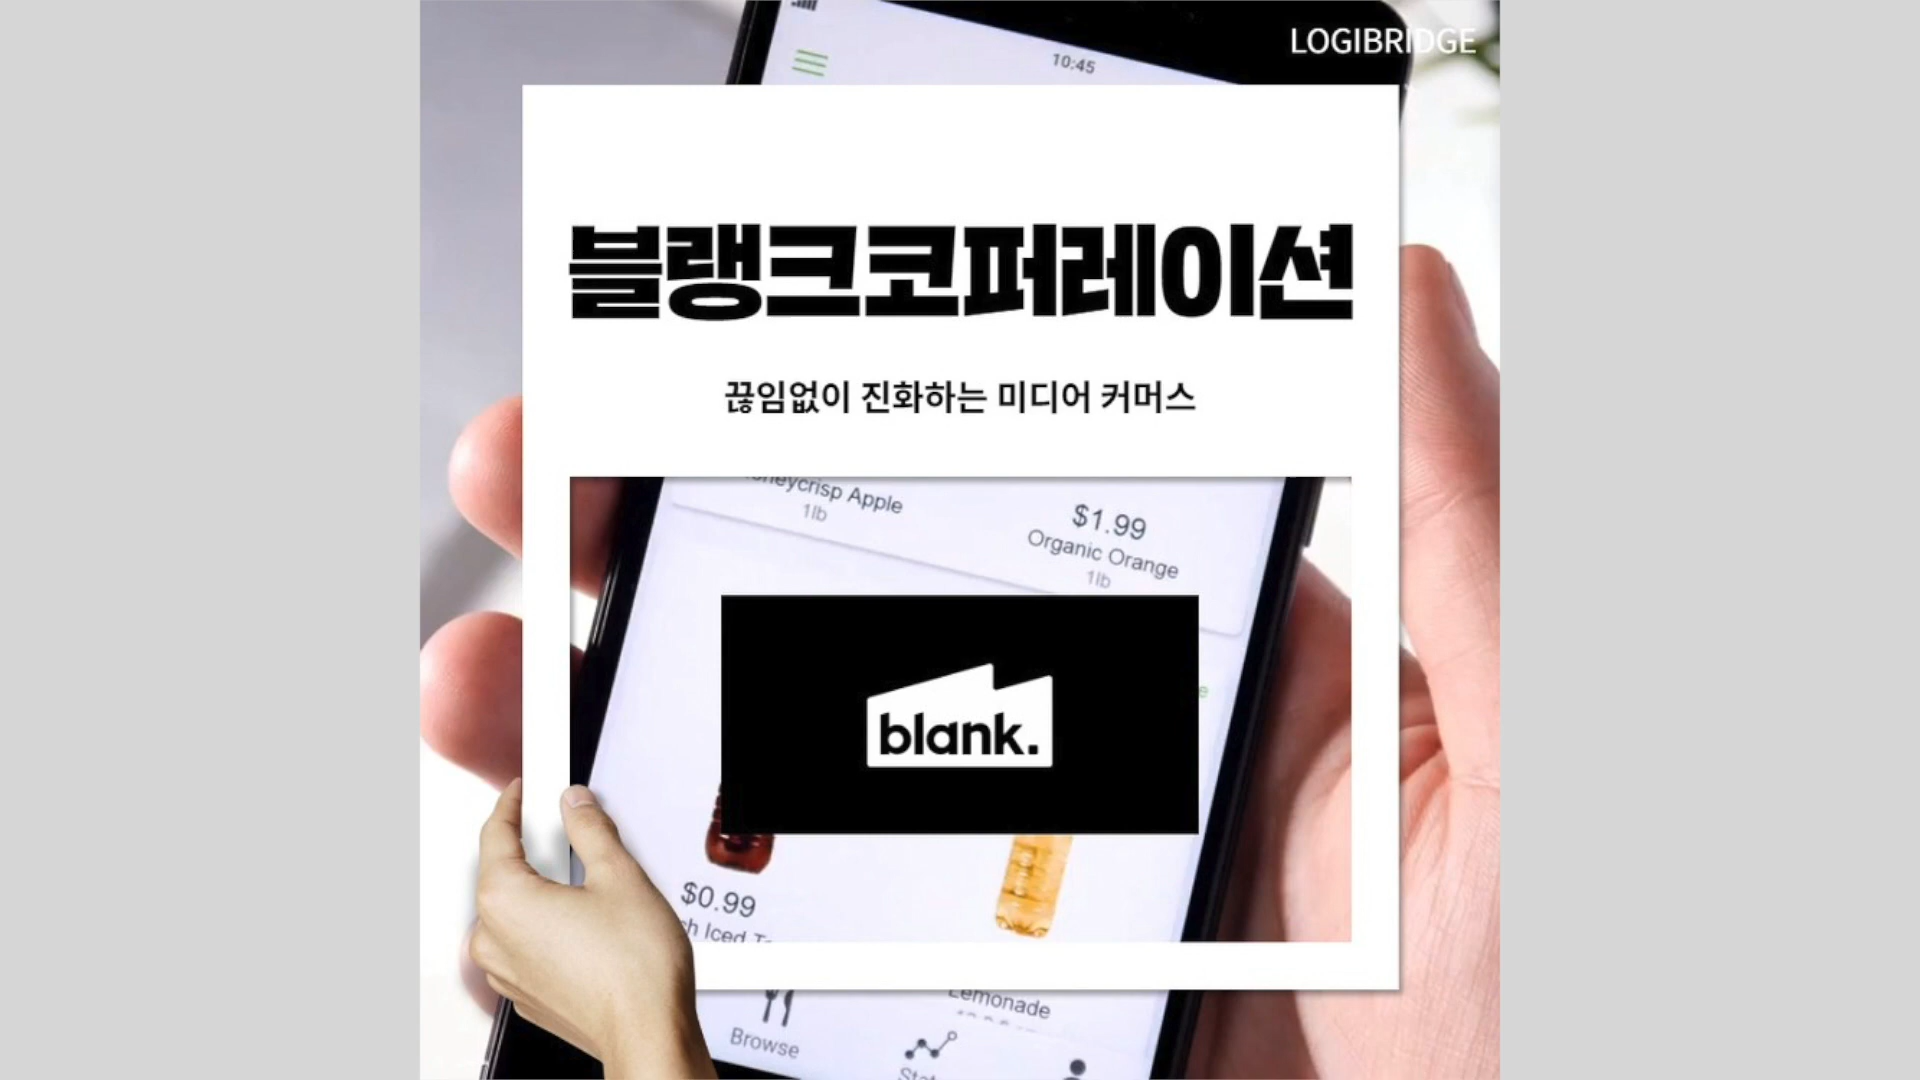 LOGIBRIDGE
10:45
블랭크코퍼레이션
끊임없이 진화하는 미디어 커머스
Apple
1lb
$1.99
Organic Orange
1lb
blank.
$0.99
Iced
Lemonade
Browse